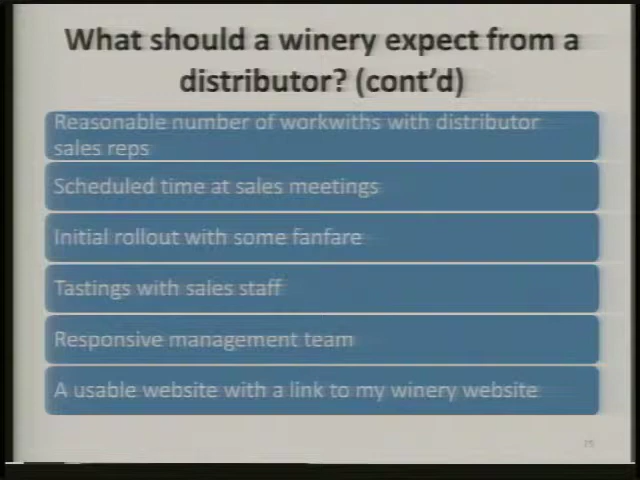 What should a winery expect from a
distributor? (cont'd)
Reasonable number of workwiths with distributor
sales reps
Scheduled time at sales meetings
Initial rollout with some fanfare
Tastings with sales staff
Responsive management team
A usable website with a link to my winery website